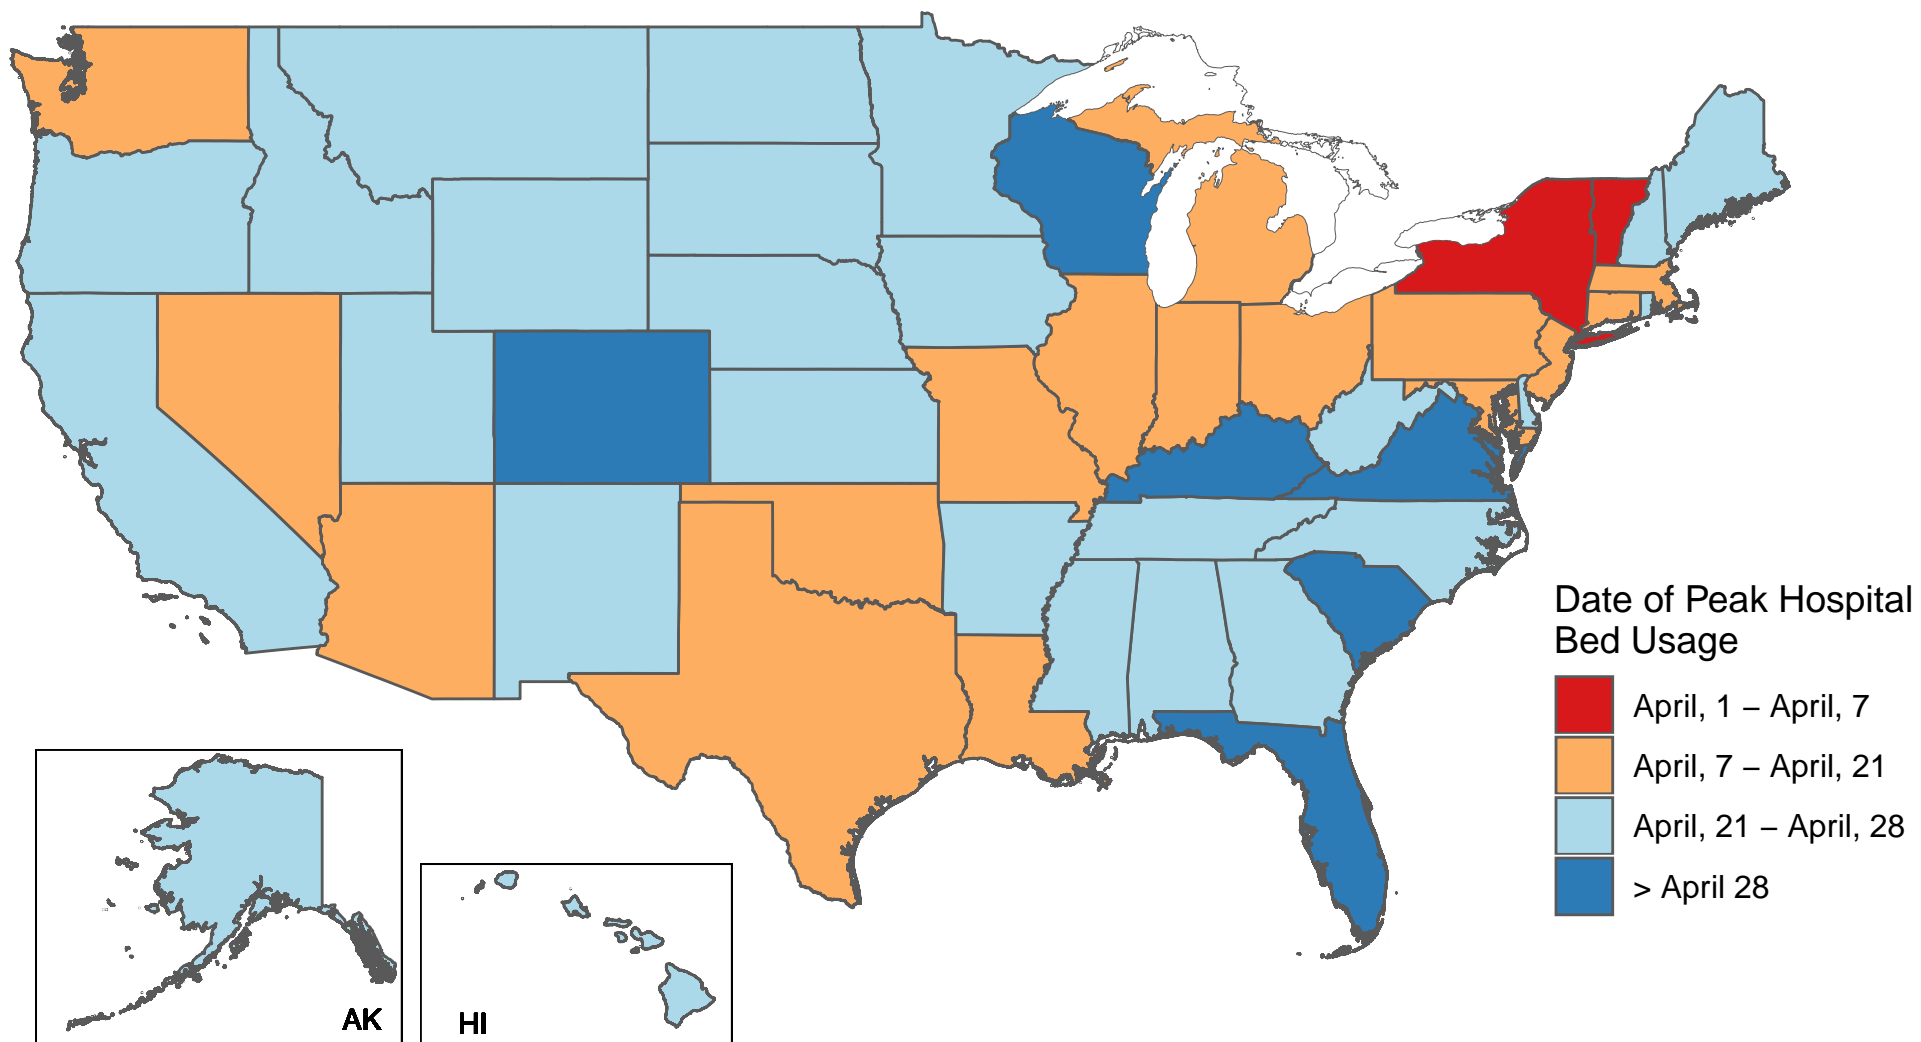 Date of Peak Hospital
Bed Usage
April, 1 − April, 7
April, 7 − April, 21
April, 21 − April, 28
> April 28
AK
HI